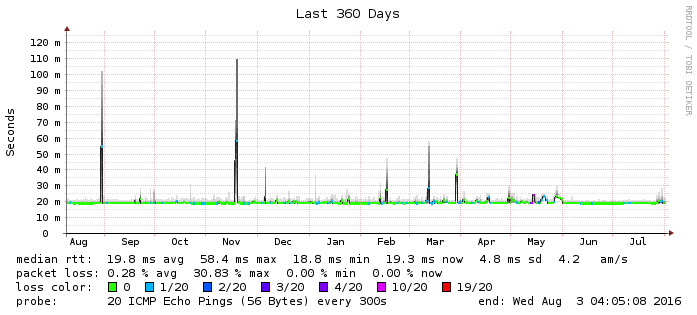 Last 360 Days
RRDTOOL / TOBI OETIKER
Seconds
120 m
110 m
100 m
90 m
80 m
70 m
60 m
50 m
40 m
30 m
20 m
10 m
0
Aug Sep Oct Nov Dec Jan Feb Mar Apr May Jun Jul
median rtt: 19.8 ms avg 58.4 ms max 18.8 ms min 19.3 ms now 4.8 ms sd 4.2 am/s
packet loss: 0.28 % avg 30.83 % max 0.00 % min 0.00 % now
loss color: 0 1/20 2/20 3/20 4/20 10/20 19/20
probe: 20 ICMP Echo Pings (56 Bytes) every 300s end: Wed Aug 3 04:05:08 2016